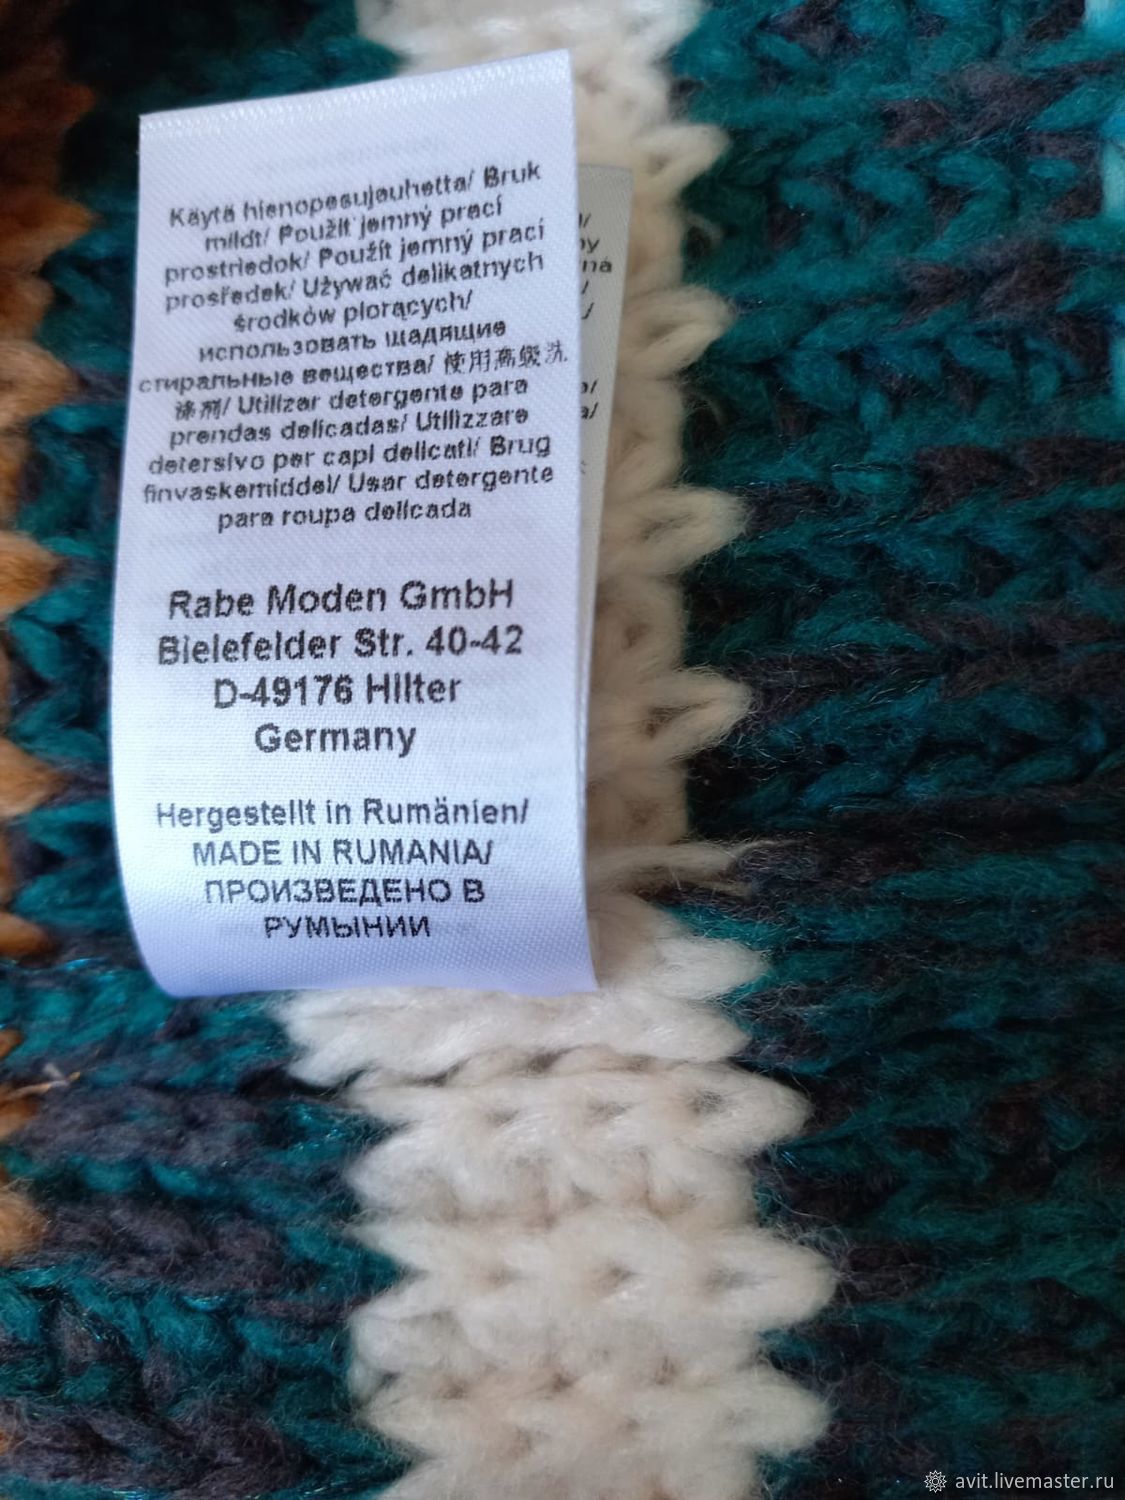 Käytä hienopesujauhetta/ Bruk
mildt/ Použiť jemný prací
prostriedok/ Použít jemný prací
prostředek/ Używać delikatnych
środków piorących/
использовать щадящие
стиральные вещества/ 使用高级洗
涤剂/ Utilizar detergente para
prendas delicadas/ Utilizzare
detersivo per capi delicati/ Brug
finvaskemiddel/ Usar detergente
para roupa delicada
Rabe Moden GmbH
Bielefelder Str. 40-42
D-49176 Hilter
Germany
Hergestellt in Rumänien/
MADE IN RUMANIA/
ПРОИЗВЕДЕНО В
РУМЫНИИ
avit.livemaster.ru